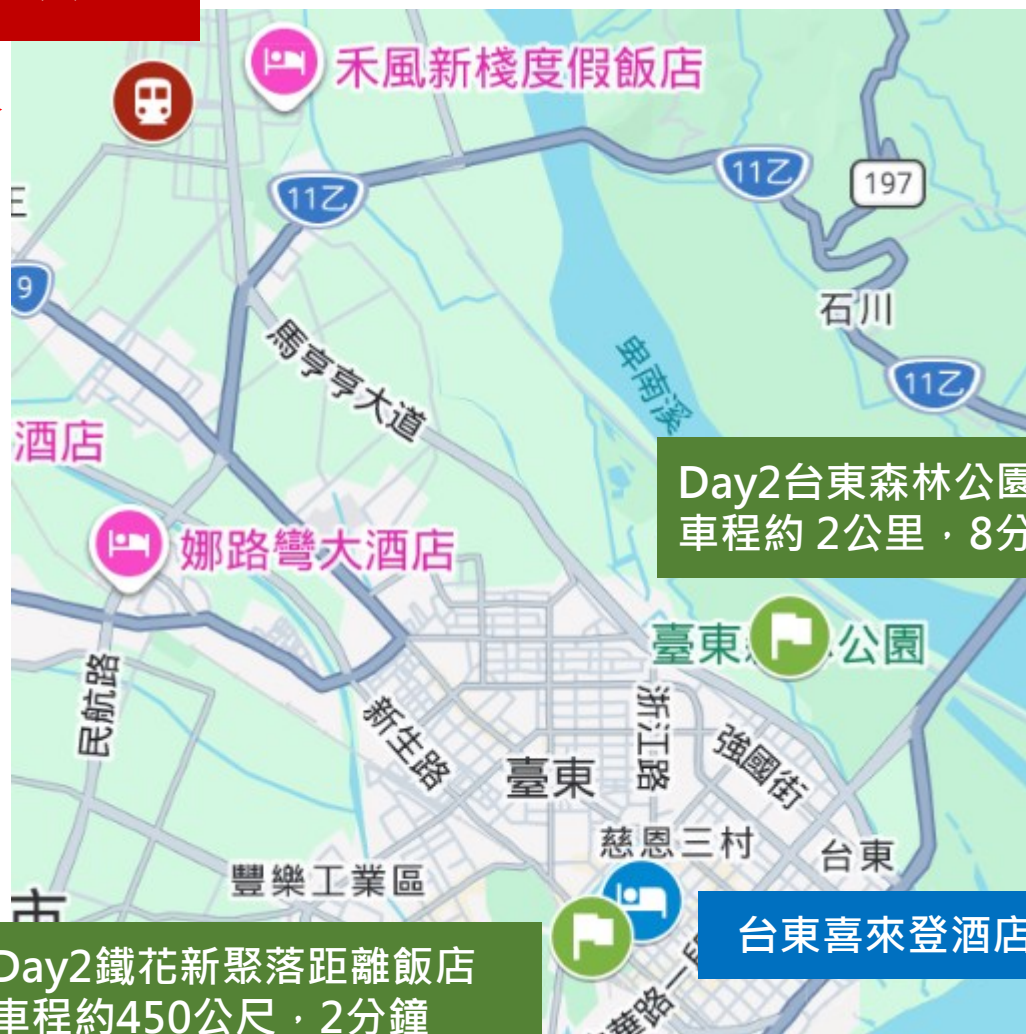 禾風新棧度假飯店
11乙
11乙
197
9
石川
馬亨亨大道
卑南溪
11乙
酒店
Day2台東森林公園
車程約 2公里，8分
娜路彎大酒店
臺東
公園
民航路
新生路
浙江路
強國街
臺東
慈恩三村
台東
豐樂工業區
市
台東喜來登酒店
Day2鐵花新聚落距離飯店
車程約450公尺，2分鐘